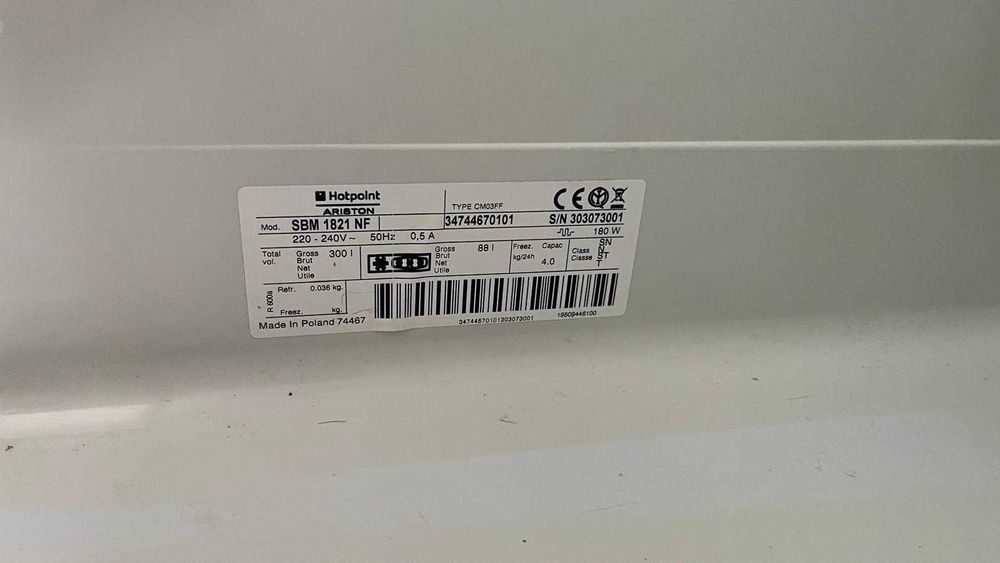 Hotpoint
ARISTON
TYPE CM03FF
CE
Mod. SBM 1821 NF
34744670101
S/N 303073001
220 - 240V ~ 50Hz 0,5 A
180 W
Total vol.
Gross 300 l
Brut
Net
Utile
Gross 88 l
Brut
Net
Utile
Freez. Capac
kg/24h 4.0
Class
Classe
SN
N
ST
T
R 600a
Refr. 0.036 kg.
Freez. kg.
Made In Poland 74467
34744670101303073001
19509446100